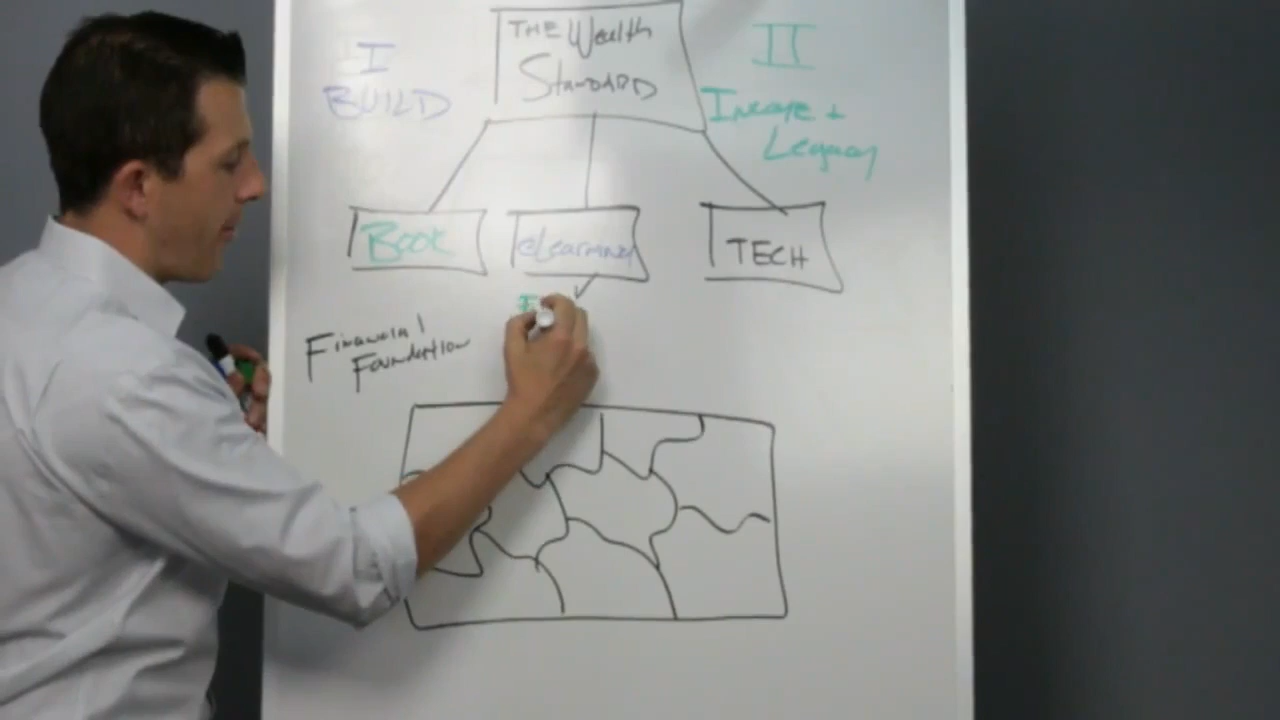 I
BUILD
THE Wealth
STANDARD
II
Income +
Legacy
Book
eLearning
TECH
Financial
Foundation